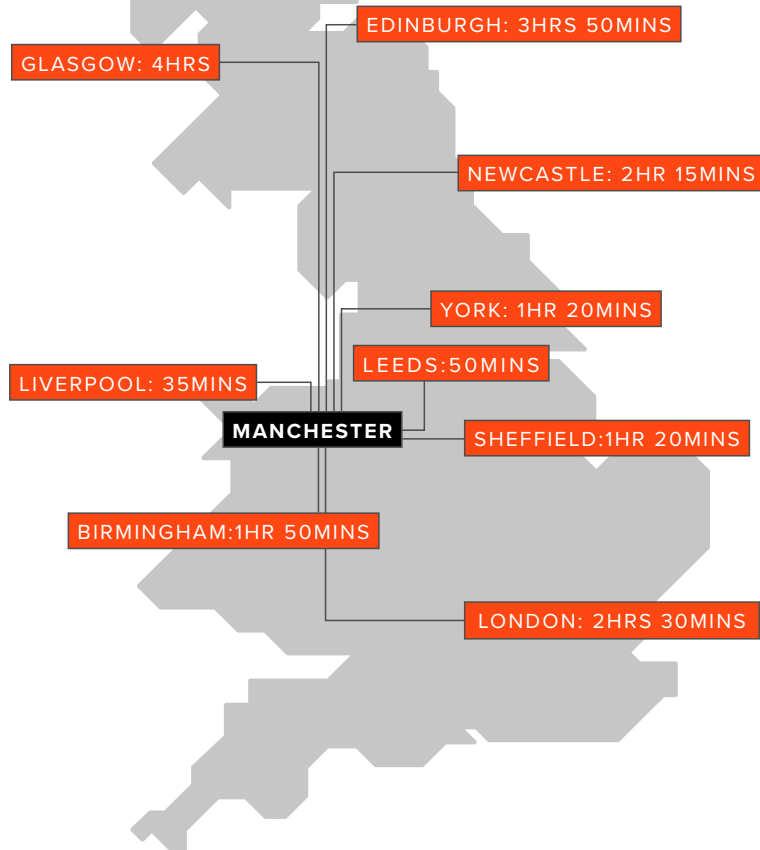 EDINBURGH: 3HRS 50MINS
GLASGOW: 4HRS
NEWCASTLE: 2HR 15MINS
YORK: 1HR 20MINS
LEEDS:50MINS
LIVERPOOL: 35MINS
MANCHESTER
SHEFFIELD:1HR 20MINS
BIRMINGHAM:1HR 50MINS
LONDON: 2HRS 30MINS